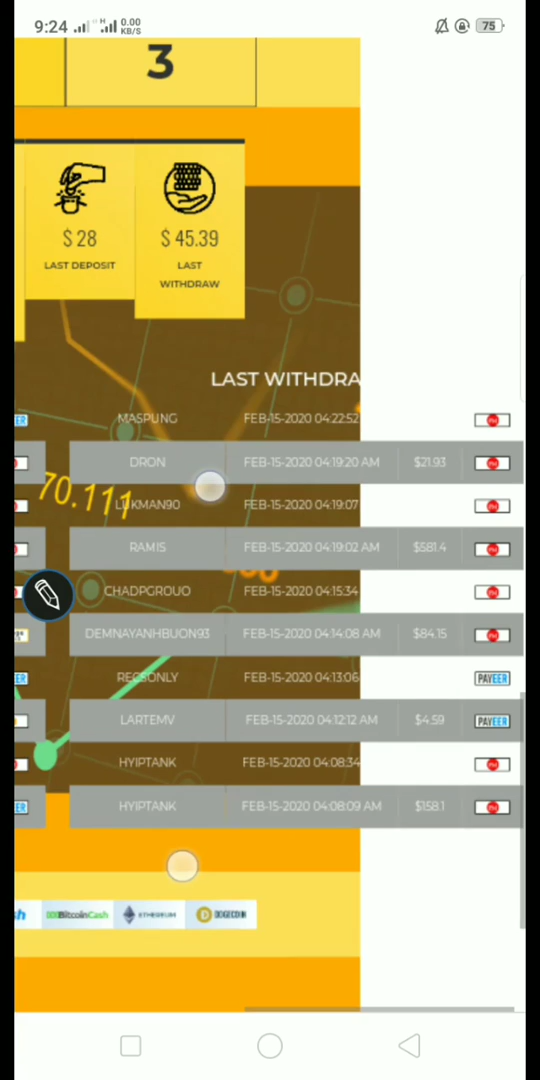 9:24 H 0.00 KB/S 75
3
$ 28 $ 45.39
LAST DEPOSIT LAST WITHDRAW
LAST WITHDRA
ER MASPUNG FEB-15-2020 04:22:52
DRON FEB-15-2020 04:19:20 AM $21.93
70.111
LUKMAN90 FEB-15-2020 04:19:07
RAMIS FEB-15-2020 04:19:02 AM $581.4
CHADPGROUO FEB-15-2020 04:15:34
DEMNAYANHBUON93 FEB-15-2020 04:14:08 AM $84.15
ER RECSONLY FEB-15-2020 04:13:06 PAYEER
LARTEMV FEB-15-2020 04:12:12 AM $4.59 PAYEER
HYIPTANK FEB-15-2020 04:08:34
ER HYIPTANK FEB-15-2020 04:08:09 AM $158.1
sh BitcoinCash ETHEREUM DOGECOIN